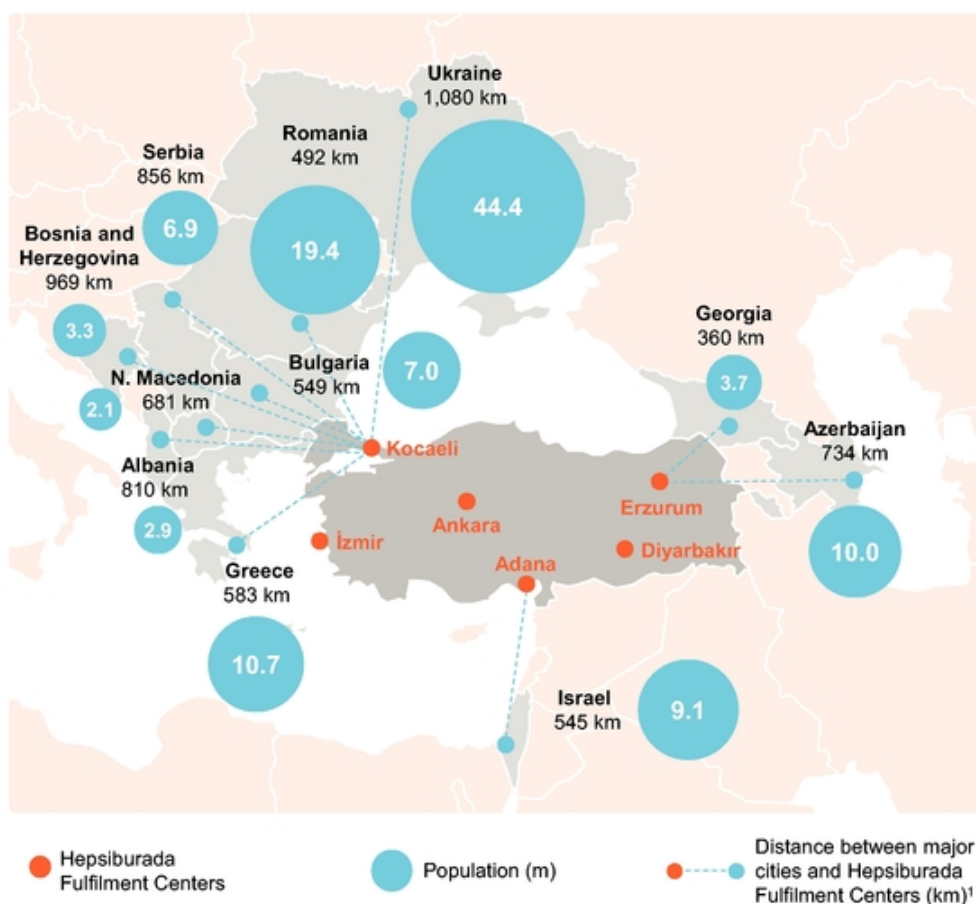 Ukraine
1,080 km
44.4
Romania
492 km
19.4
Serbia
856 km
6.9
Bosnia and
Herzegovina
969 km
3.3
N. Macedonia
681 km
2.1
Bulgaria
549 km
7.0
Albania
810 km
2.9
Greece
583 km
10.7
Georgia
360 km
3.7
Azerbaijan
734 km
10.0
Israel
545 km
9.1
Kocaeli
Ankara
İzmir
Adana
Erzurum
Diyarbakır
Hepsiburada
Fulfilment Centers
Population (m)
Distance between major
cities and Hepsiburada
Fulfilment Centers (km)¹